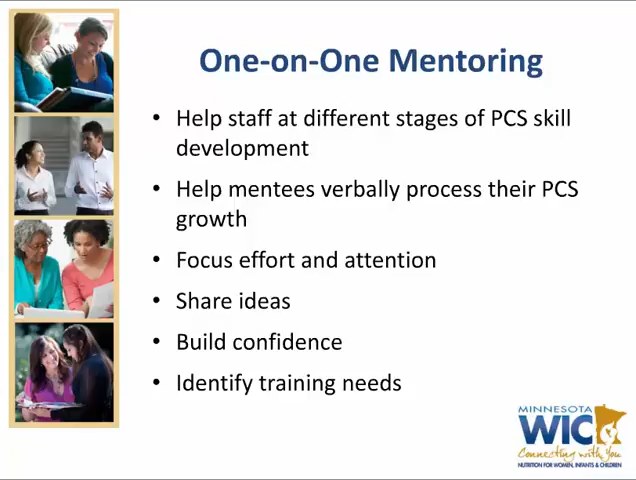 One-on-One Mentoring
• Help staff at different stages of PCS skill
development
• Help mentees verbally process their PCS
growth
• Focus effort and attention
• Share ideas
• Build confidence
• Identify training needs
MINNESOTA
WIC
Connecting with You
NUTRITION FOR WOMEN, INFANTS & CHILDREN